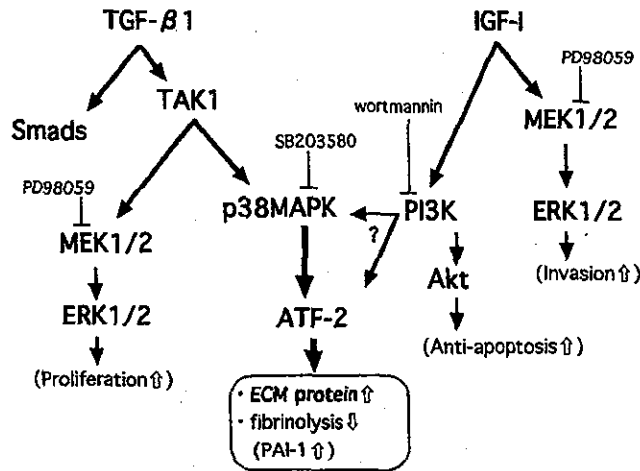 TGF-β1
IGF-I
PD98059
TAK1
wortmannin
MEK1/2
Smads
SB203580
PD98059
p38MAPK
?
PI3K
ERK1/2
MEK1/2
Akt
(Invasion⇧)
ERK1/2
ATF-2
(Anti-apoptosis⇧)
(Proliferation⇧)
· ECM protein⇧
· fibrinolysis⇩
(PAI-1⇧)